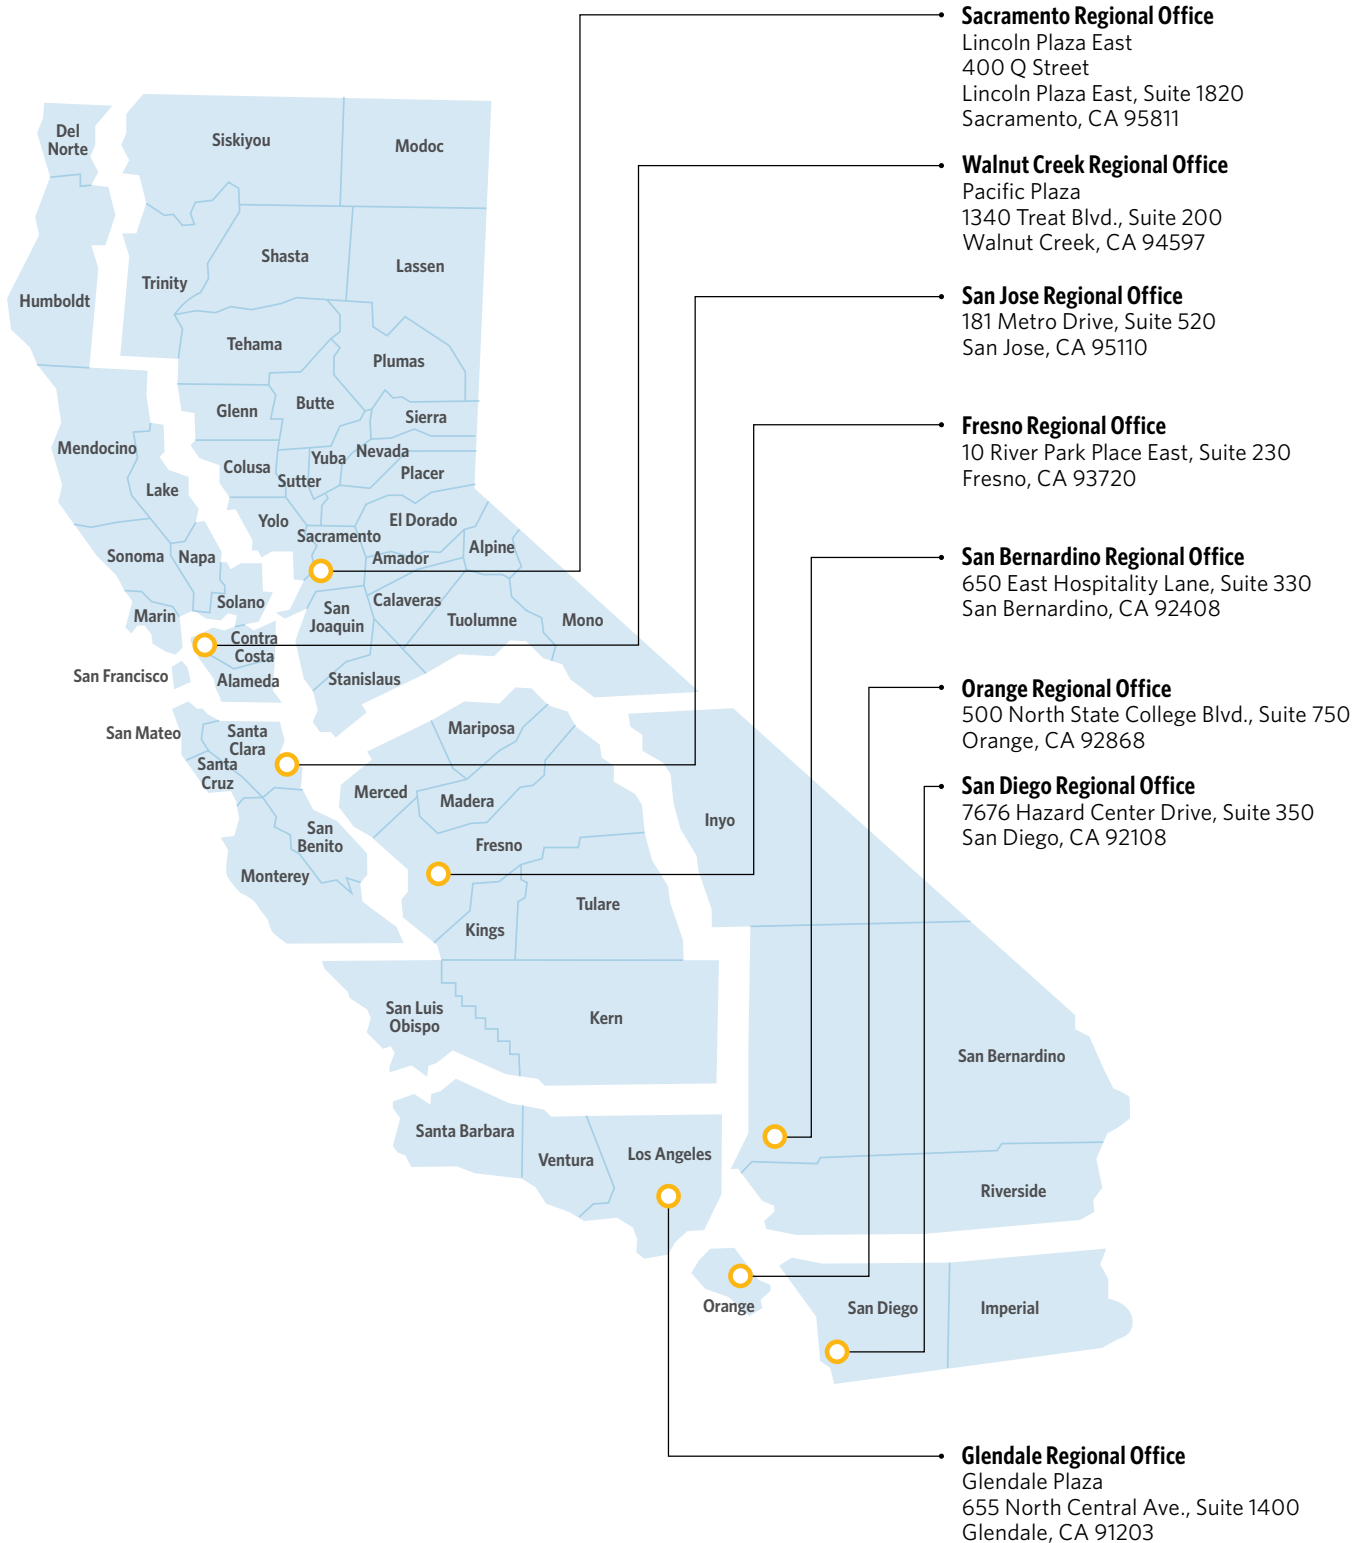 Sacramento Regional Office
Lincoln Plaza East
400 Q Street
Lincoln Plaza East, Suite 1820
Sacramento, CA 95811
Walnut Creek Regional Office
Pacific Plaza
1340 Treat Blvd., Suite 200
Walnut Creek, CA 94597
San Jose Regional Office
181 Metro Drive, Suite 520
San Jose, CA 95110
Fresno Regional Office
10 River Park Place East, Suite 230
Fresno, CA 93720
San Bernardino Regional Office
650 East Hospitality Lane, Suite 330
San Bernardino, CA 92408
Orange Regional Office
500 North State College Blvd., Suite 750
Orange, CA 92868
San Diego Regional Office
7676 Hazard Center Drive, Suite 350
San Diego, CA 92108
Glendale Regional Office
Glendale Plaza
655 North Central Ave., Suite 1400
Glendale, CA 91203
Del
Norte
Siskiyou
Modoc
Humboldt
Trinity
Shasta
Lassen
Tehama
Plumas
Glenn
Butte
Sierra
Mendocino
Colusa
Yuba
Nevada
Sutter
Placer
Lake
Yolo
Sacramento
El Dorado
Sonoma
Napa
Amador
Alpine
Marin
Solano
San
Joaquin
Calaveras
Tuolumne
Mono
Contra
Costa
San Francisco
Alameda
Stanislaus
San Mateo
Santa
Clara
Santa
Cruz
Mariposa
Merced
Madera
Inyo
San
Benito
Fresno
Monterey
Tulare
Kings
San Luis
Obispo
Kern
San Bernardino
Santa Barbara
Ventura
Los Angeles
Riverside
Orange
San Diego
Imperial